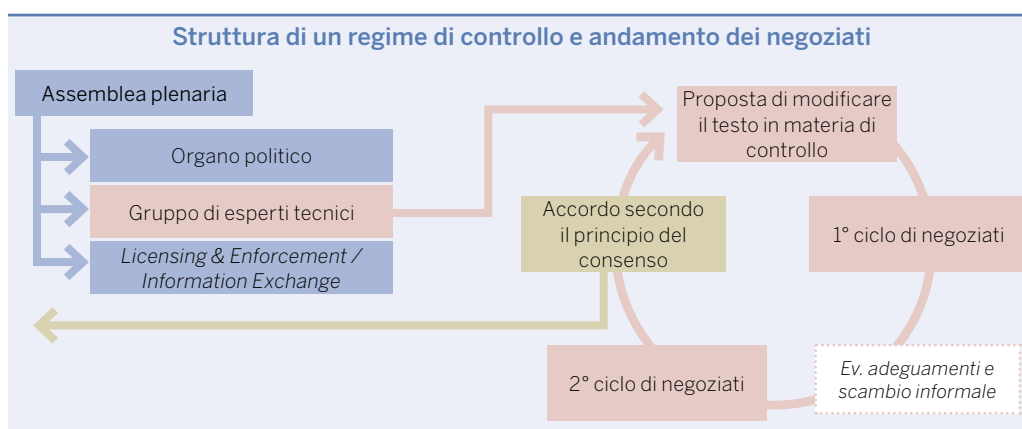 Struttura di un regime di controllo e andamento dei negoziati
Assemblea plenaria
Organo politico
Gruppo di esperti tecnici
Licensing & Enforcement /
Information Exchange
Proposta di modificare
il testo in materia di
controllo
Accordo secondo
il principio del
consenso
1° ciclo di negoziati
2° ciclo di negoziati
Ev. adeguamenti e
scambio informale